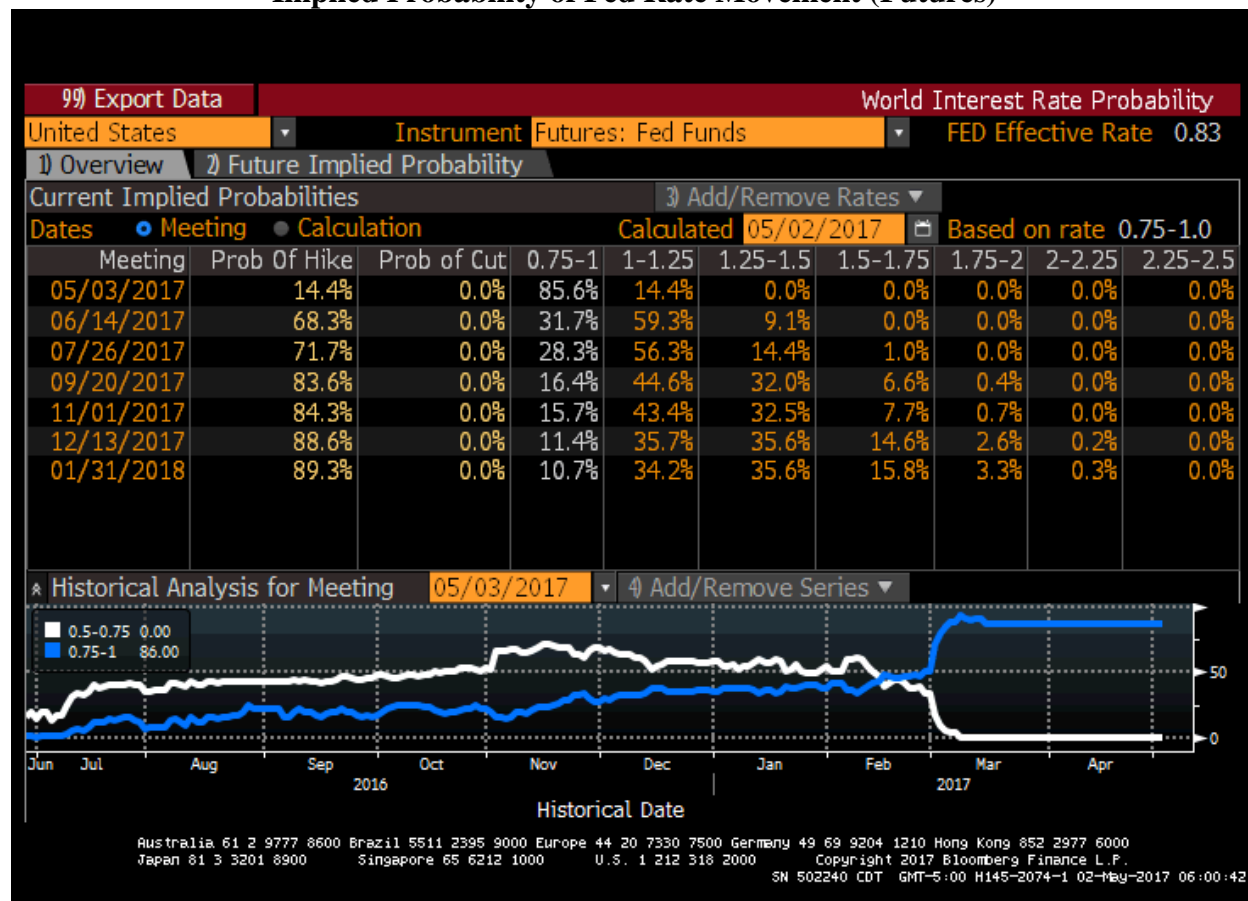 Implied Probability of Fed Rate Movement (Futures)
99) Export Data World Interest Rate Probability
United States Instrument Futures: Fed Funds FED Effective Rate 0.83
1) Overview 2) Future Implied Probability
Current Implied Probabilities 3) Add/Remove Rates
Dates Meeting Calculation Calculated 05/02/2017 Based on rate 0.75-1.0
Meeting Prob Of Hike Prob of Cut 0.75-1 1-1.25 1.25-1.5 1.5-1.75 1.75-2 2-2.25 2.25-2.5
05/03/2017 14.4% 0.0% 85.6% 14.4% 0.0% 0.0% 0.0% 0.0% 0.0%
06/14/2017 68.3% 0.0% 31.7% 59.3% 9.1% 0.0% 0.0% 0.0% 0.0%
07/26/2017 71.7% 0.0% 28.3% 56.3% 14.4% 1.0% 0.0% 0.0% 0.0%
09/20/2017 83.6% 0.0% 16.4% 44.6% 32.0% 6.6% 0.4% 0.0% 0.0%
11/01/2017 84.3% 0.0% 15.7% 43.4% 32.5% 7.7% 0.7% 0.0% 0.0%
12/13/2017 88.6% 0.0% 11.4% 35.7% 35.6% 14.6% 2.6% 0.2% 0.0%
01/31/2018 89.3% 0.0% 10.7% 34.2% 35.6% 15.8% 3.3% 0.3% 0.0%
Historical Analysis for Meeting 05/03/2017 4) Add/Remove Series
0.5-0.75 0.00
0.75-1 86.00
50
0
Jun Jul Aug Sep Oct Nov Dec Jan Feb Mar Apr
2016 2017
Historical Date
Australia 61 2 9777 8600 Brazil 5511 2395 9000 Europe 44 20 7330 7500 Germany 49 69 9204 1210 Hong Kong 852 2977 6000
Japan 81 3 3201 8900 Singapore 65 6212 1000 U.S. 1 212 318 2000 Copyright 2017 Bloomberg Finance L.P.
SN 502240 CDT GMT-5:00 H145-2074-1 02-May-2017 06:00:42